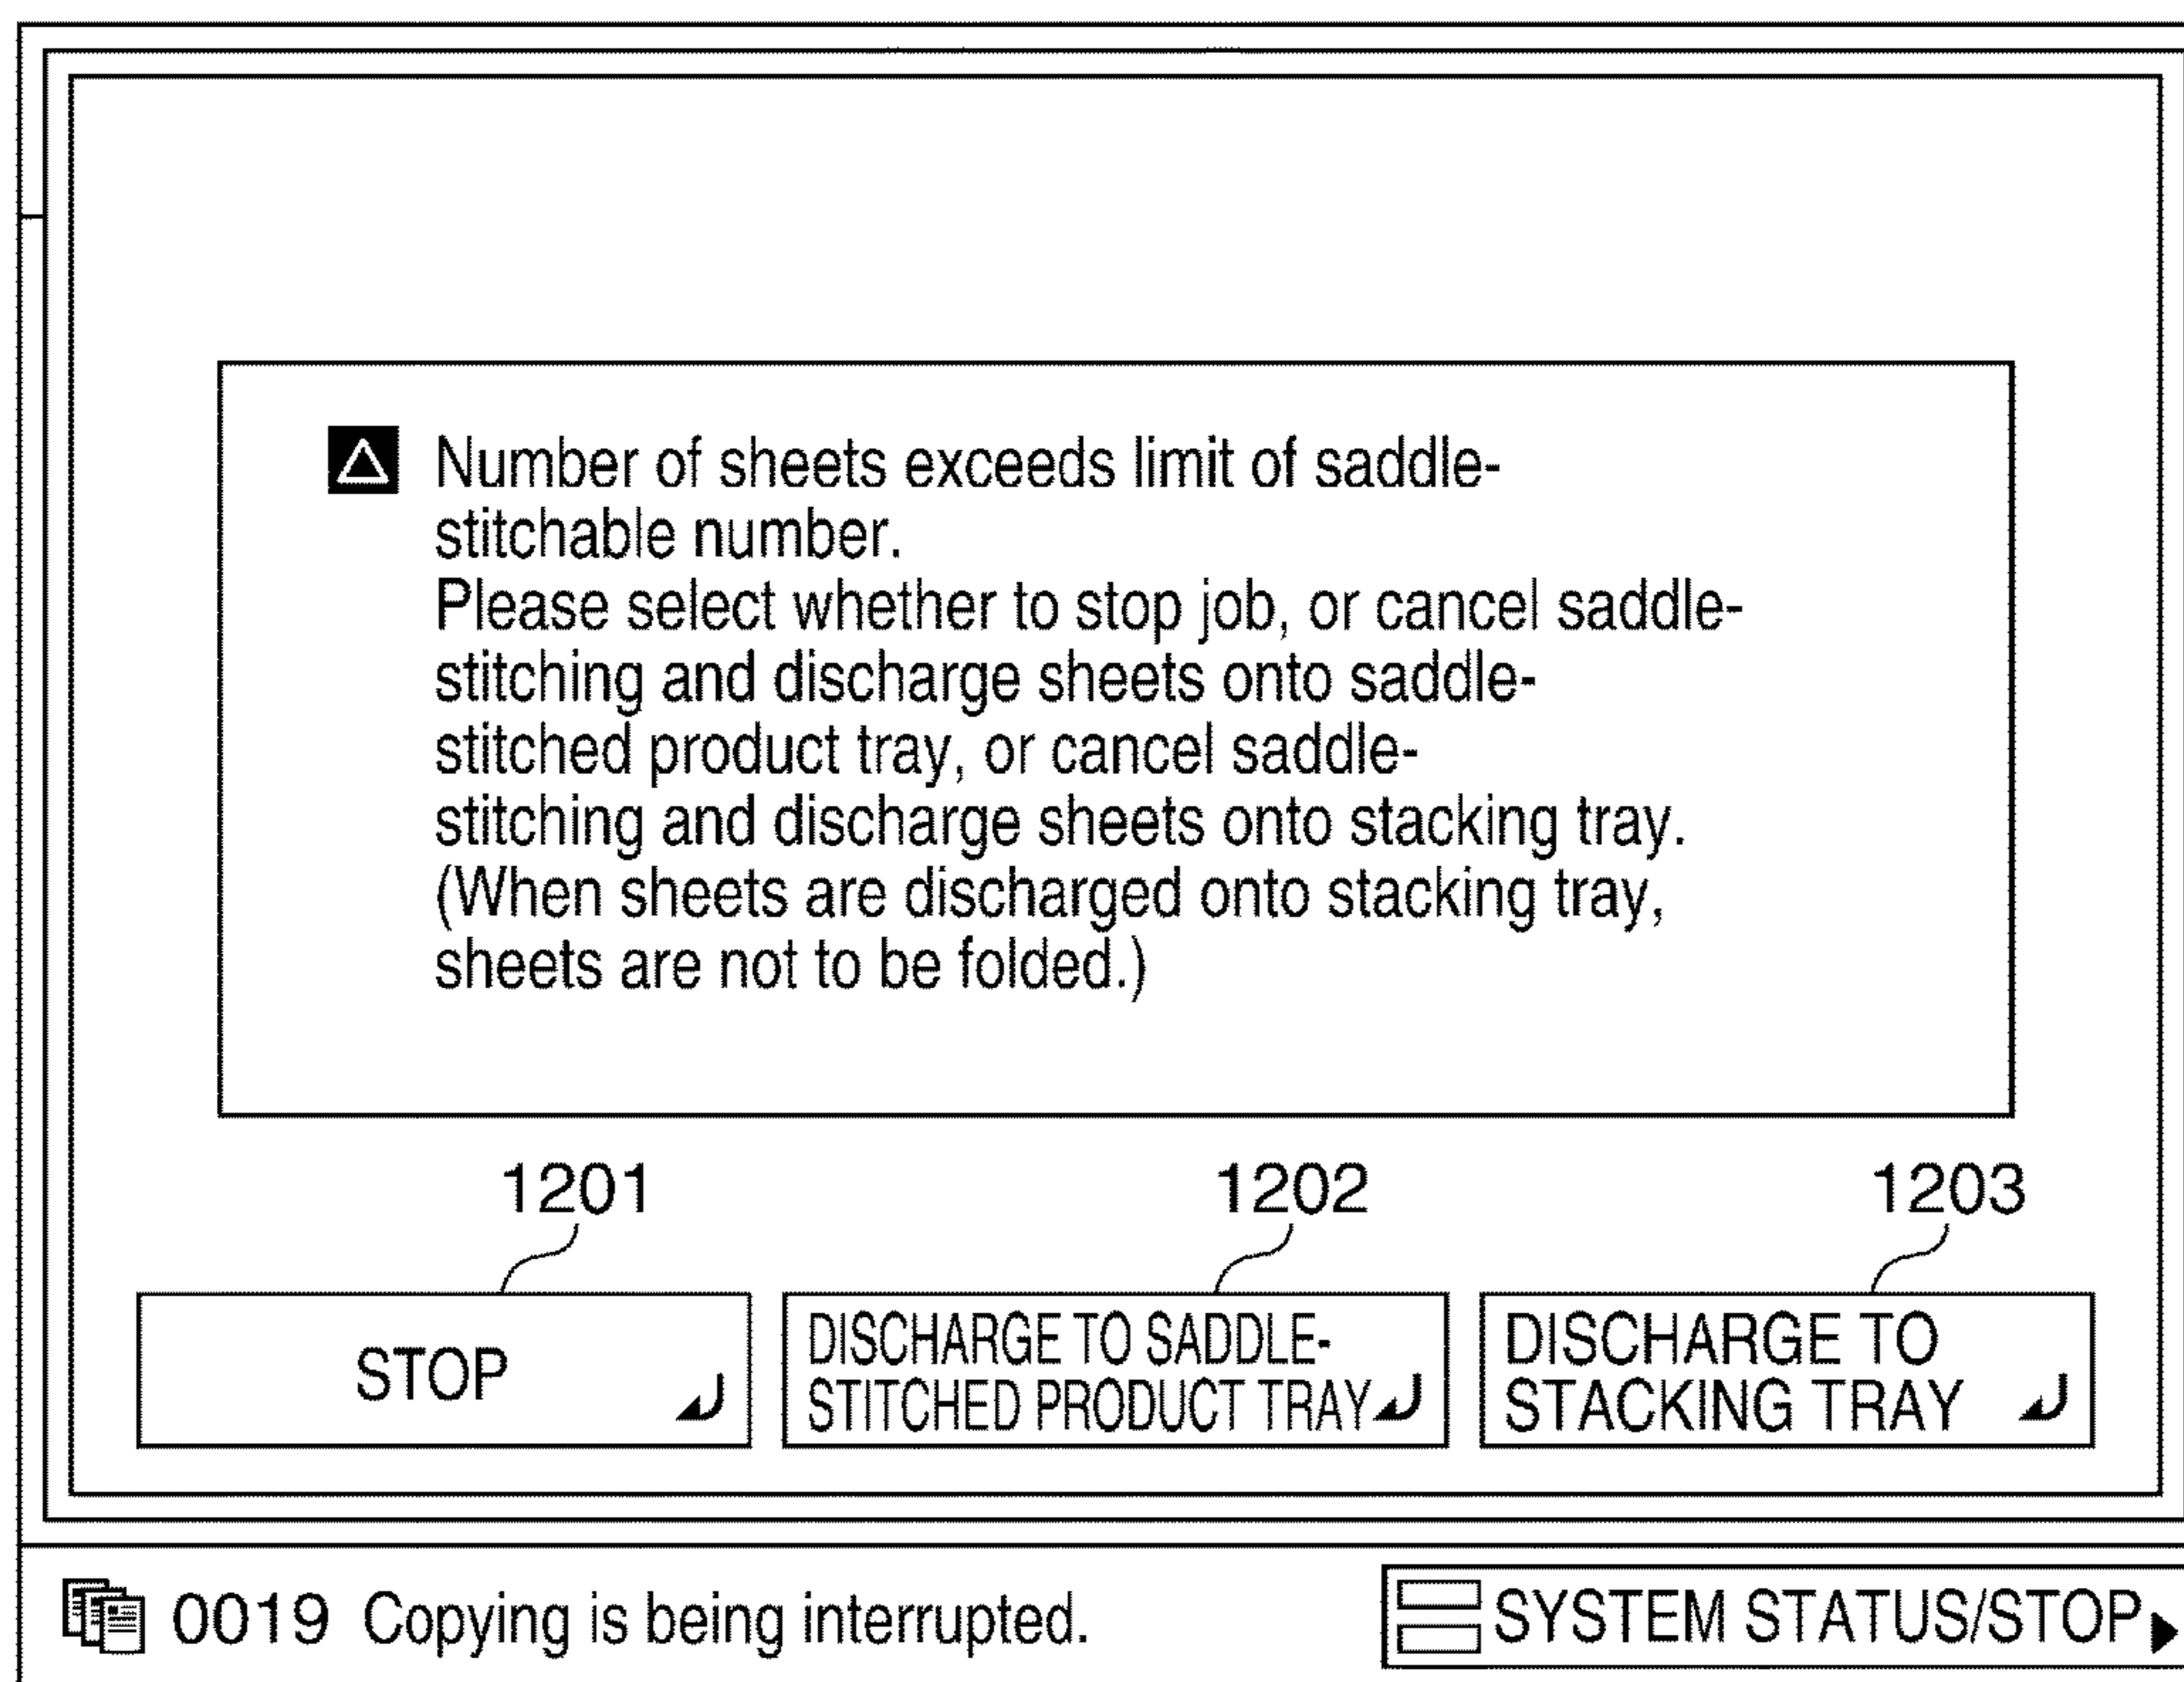 Number of sheets exceeds limit of saddle-
stitchable number.
Please select whether to stop job, or cancel saddle-
stitching and discharge sheets onto saddle-
stitched product tray, or cancel saddle-
stitching and discharge sheets onto stacking tray.
(When sheets are discharged onto stacking tray,
sheets are not to be folded.)
1201
1202
1203
STOP
DISCHARGE TO SADDLE-
STITCHED PRODUCT TRAY
DISCHARGE TO
STACKING TRAY
0019 Copying is being interrupted.
SYSTEM STATUS/STOP